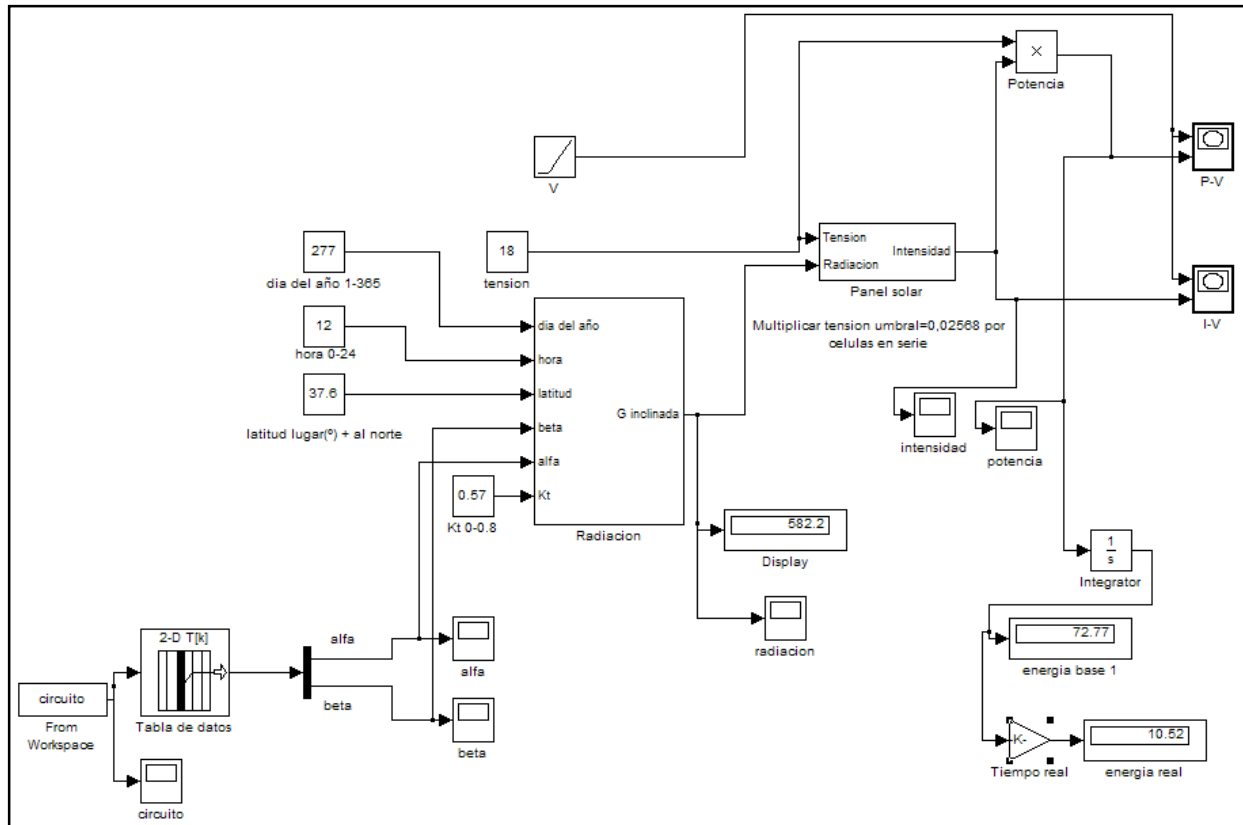 ×
Potencia
V
P-V
277
dia del año 1-365
18
tension
Tension
Radiacion
Intensidad
Panel solar
I-V
12
hora 0-24
Multiplicar tension umbral=0,02568 por
celulas en serie
37.6
latitud lugar(º) + al norte
dia del año
hora
latitud
beta
alfa
Kt
G inclinada
Radiacion
0.57
Kt 0-0.8
intensidad
potencia
582.2
Display
1
s
Integrator
radiacion
72.77
energia base 1
2-D T[k]
Tabla de datos
alfa
beta
alfa
beta
circuito
From
Workspace
circuito
K-
Tiempo real
10.52
energia real